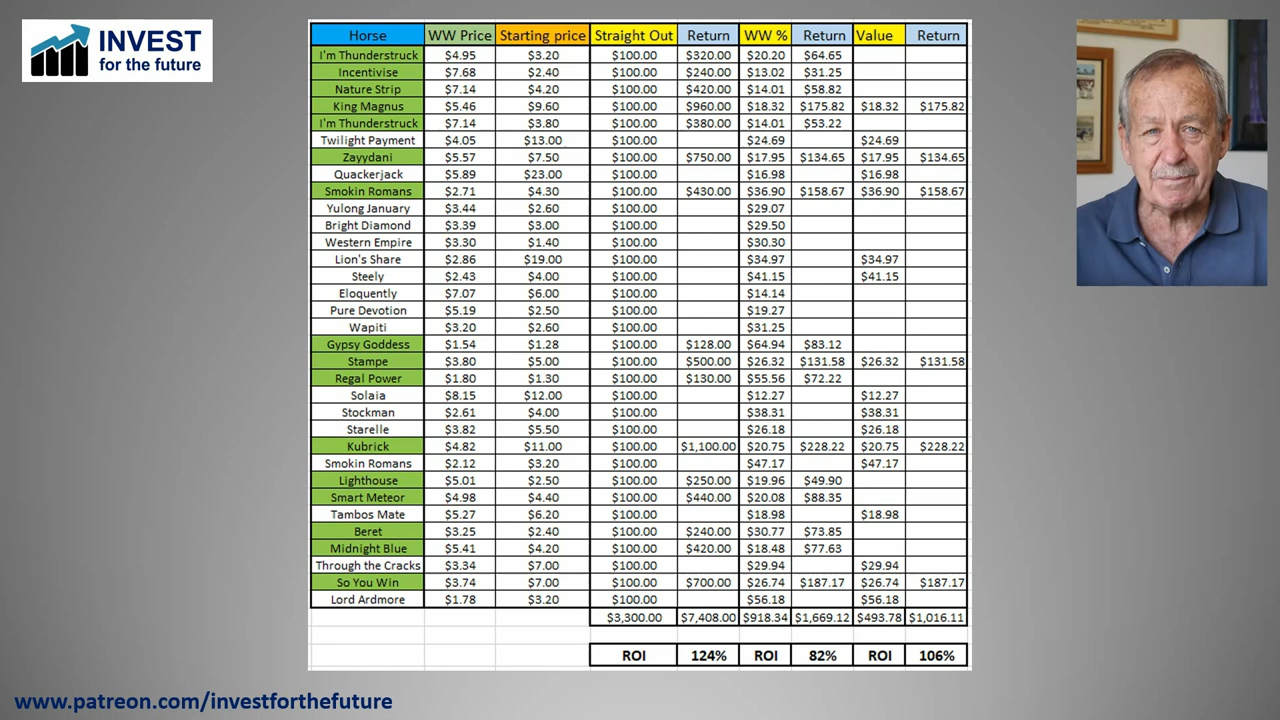 INVEST
for the future
Horse WW Price Starting price Straight Out Return WW % Return Value Return
I'm Thunderstruck $4.95 $3.20 $100.00 $320.00 $20.20 $64.65
Incentivise $7.68 $2.40 $100.00 $240.00 $13.02 $31.25
Nature Strip $7.14 $4.20 $100.00 $420.00 $14.01 $58.82
King Magnus $5.46 $9.60 $100.00 $960.00 $18.32 $175.82 $18.32 $175.82
I'm Thunderstruck $7.14 $3.80 $100.00 $380.00 $14.01 $53.22
Twilight Payment $4.05 $13.00 $100.00 $24.69 $24.69
Zayydani $5.57 $7.50 $100.00 $750.00 $17.95 $134.65 $17.95 $134.65
Quackerjack $5.89 $23.00 $100.00 $16.98 $16.98
Smokin Romans $2.71 $4.30 $100.00 $430.00 $36.90 $158.67 $36.90 $158.67
Yulong January $3.44 $2.60 $100.00 $29.07
Bright Diamond $3.39 $3.00 $100.00 $29.50
Western Empire $3.30 $1.40 $100.00 $30.30
Lion's Share $2.86 $19.00 $100.00 $34.97 $34.97
Steely $2.43 $4.00 $100.00 $41.15 $41.15
Eloquently $7.07 $6.00 $100.00 $14.14
Pure Devotion $5.19 $2.50 $100.00 $19.27
Wapiti $3.20 $2.60 $100.00 $31.25
Gypsy Goddess $1.54 $1.28 $100.00 $128.00 $64.94 $83.12
Stampe $3.80 $5.00 $100.00 $500.00 $26.32 $131.58 $26.32 $131.58
Regal Power $1.80 $1.30 $100.00 $130.00 $55.56 $72.22
Solaia $8.15 $12.00 $100.00 $12.27 $12.27
Stockman $2.61 $4.00 $100.00 $38.31 $38.31
Starelle $3.82 $5.50 $100.00 $26.18 $26.18
Kubrick $4.82 $11.00 $100.00 $1,100.00 $20.75 $228.22 $20.75 $228.22
Smokin Romans $2.12 $3.20 $100.00 $47.17 $47.17
Lighthouse $5.01 $2.50 $100.00 $250.00 $19.96 $49.90
Smart Meteor $4.98 $4.40 $100.00 $440.00 $20.08 $88.35
Tambos Mate $5.27 $6.20 $100.00 $18.98 $18.98
Beret $3.25 $2.40 $100.00 $240.00 $30.77 $73.85
Midnight Blue $5.41 $4.20 $100.00 $420.00 $18.48 $77.63
Through the Cracks $3.34 $7.00 $100.00 $29.94 $29.94
So You Win $3.74 $7.00 $100.00 $700.00 $26.74 $187.17 $26.74 $187.17
Lord Ardmore $1.78 $3.20 $100.00 $56.18 $56.18
$3,300.00 $7,408.00 $918.34 $1,669.12 $493.78 $1,016.11
ROI 124% ROI 82% ROI 106%
www.patreon.com/investforthefuture